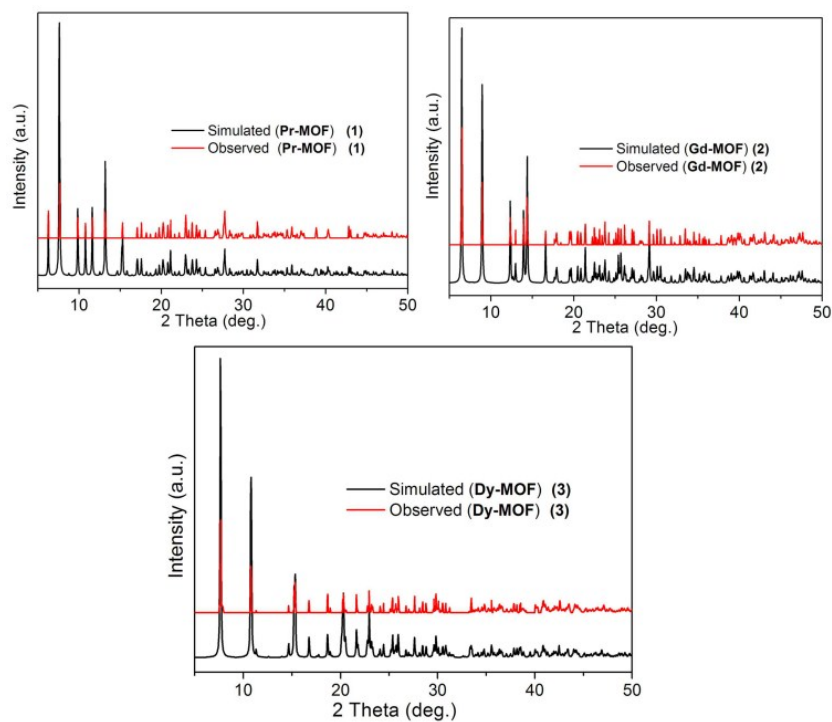 Intensity (a.u.)
Simulated (Pr-MOF) (1)
Observed (Pr-MOF) (1)
10 20 30 40 50
2 Theta (deg.)
Intensity (a.u.)
Simulated (Gd-MOF) (2)
Observed (Gd-MOF) (2)
10 20 30 40 50
2 Theta (deg.)
Intensity (a.u.)
Simulated (Dy-MOF) (3)
Observed (Dy-MOF) (3)
10 20 30 40 50
2 Theta (deg.)